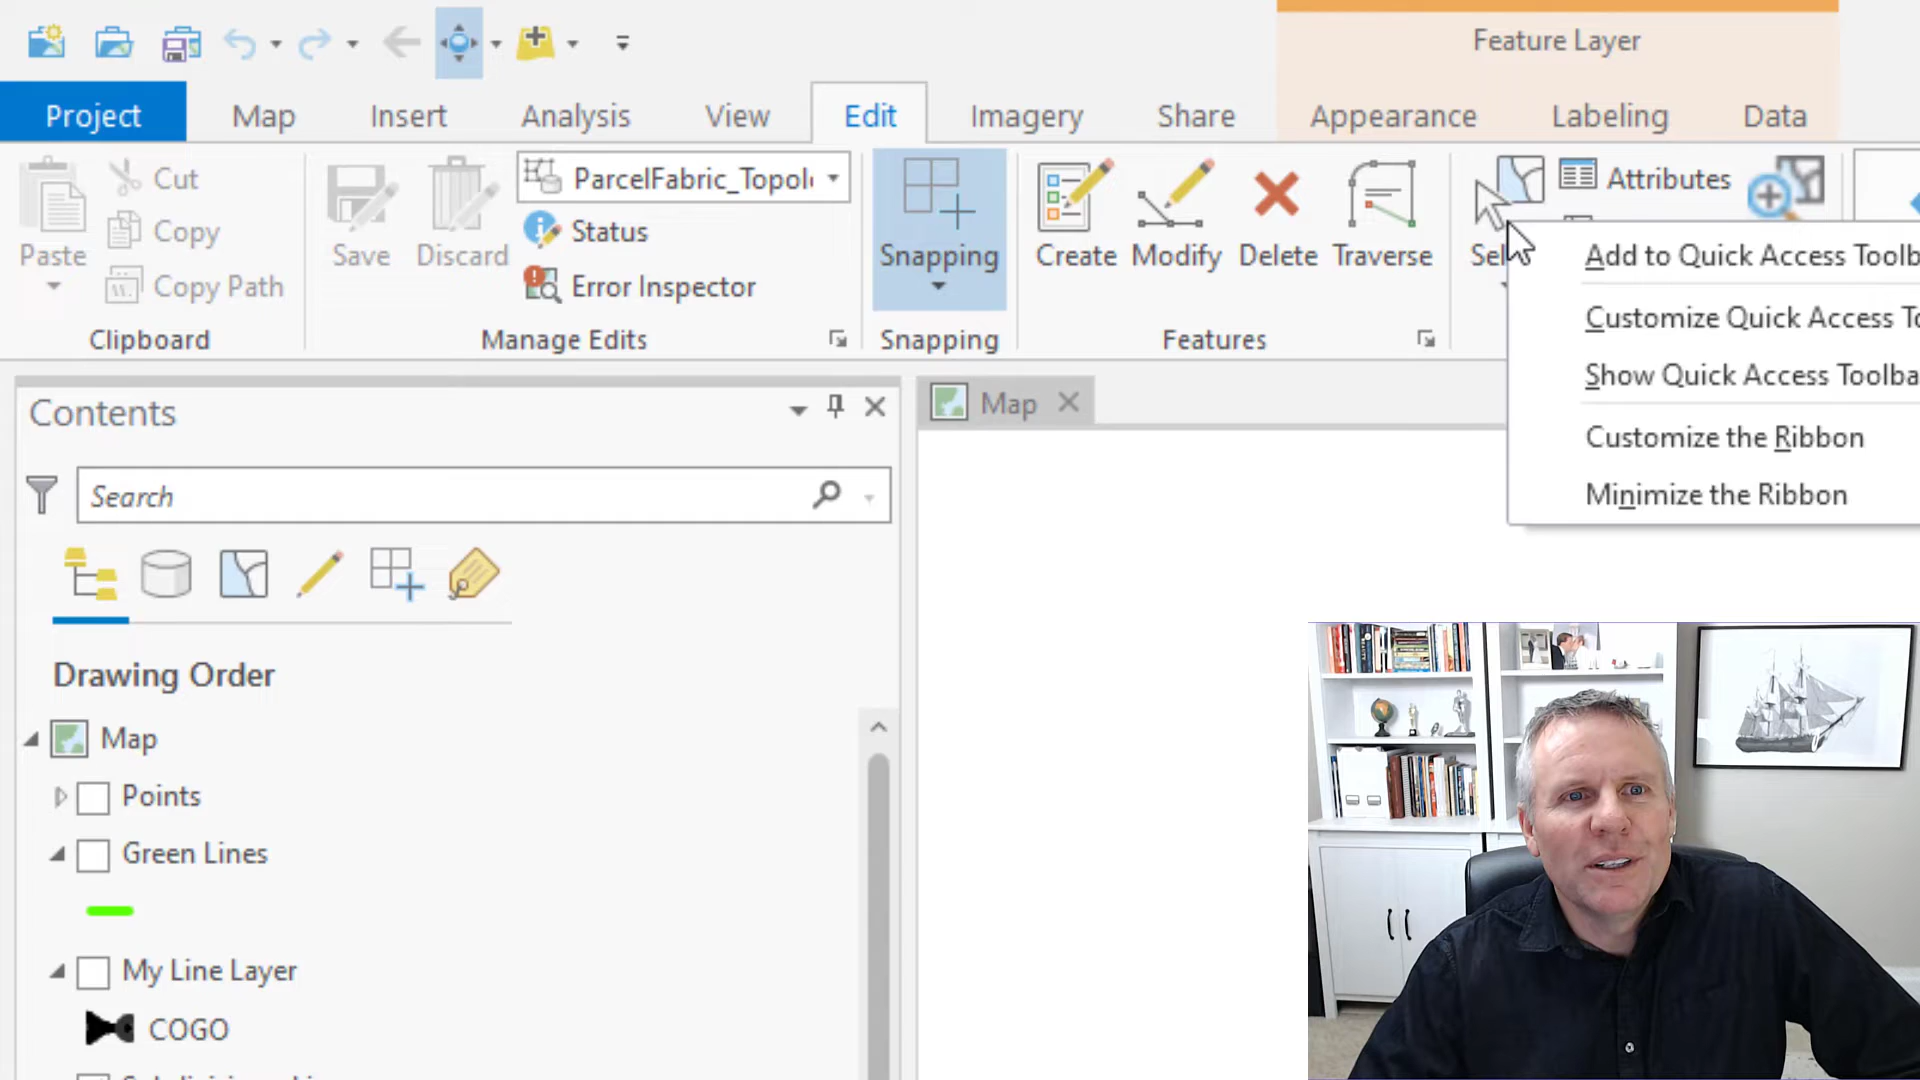 Feature Layer
Project Map Insert Analysis View Edit Imagery Share Appearance Labeling Data
Paste
Cut
Copy
Copy Path
Clipboard
Save
Discard
ParcelFabric_Topol
Status
Error Inspector
Manage Edits
Snapping
Snapping
Create
Modify
Delete
Traverse
Features
Attributes
Add to Quick Access Toolb
Customize Quick Access To
Show Quick Access Toolba
Customize the Ribbon
Minimize the Ribbon
Contents
Search
Drawing Order
Map
Points
Green Lines
My Line Layer
COGO
Map